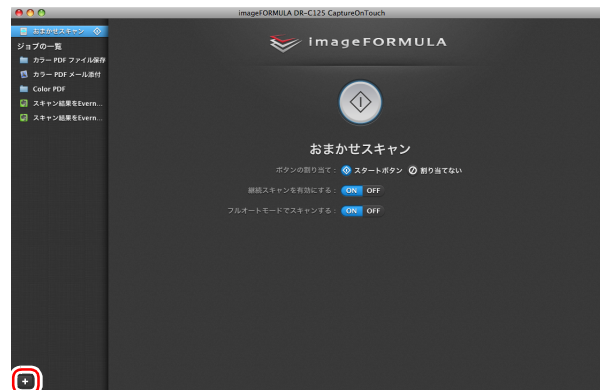 imageFORMULA DR-C125 CaptureOnTouch
おまかせスキャン
ジョブの一覧
カラー PDF ファイル保存
カラー PDF メール添付
Color PDF
スキャン結果をEvern...
スキャン結果をEvern...
imageFORMULA
おまかせスキャン
ボタンの割り当て： スタートボタン 割り当てない
継続スキャンを有効にする： ON OFF
フルオートモードでスキャンする： ON OFF
+